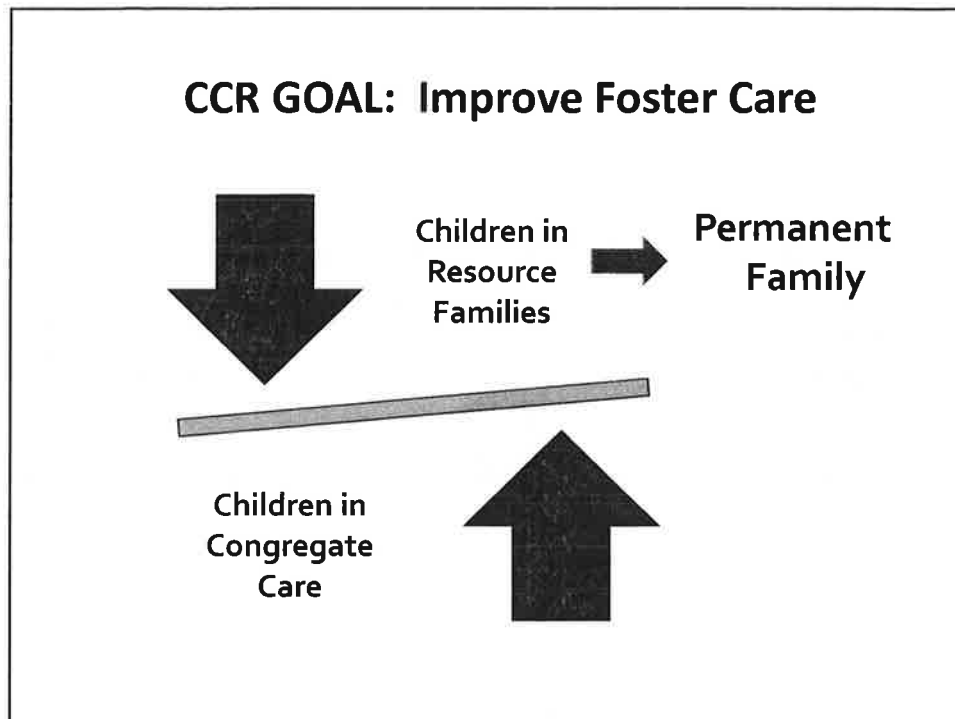 CCR GOAL: Improve Foster Care
Children in
Resource
Families
Permanent
Family
Children in
Congregate
Care